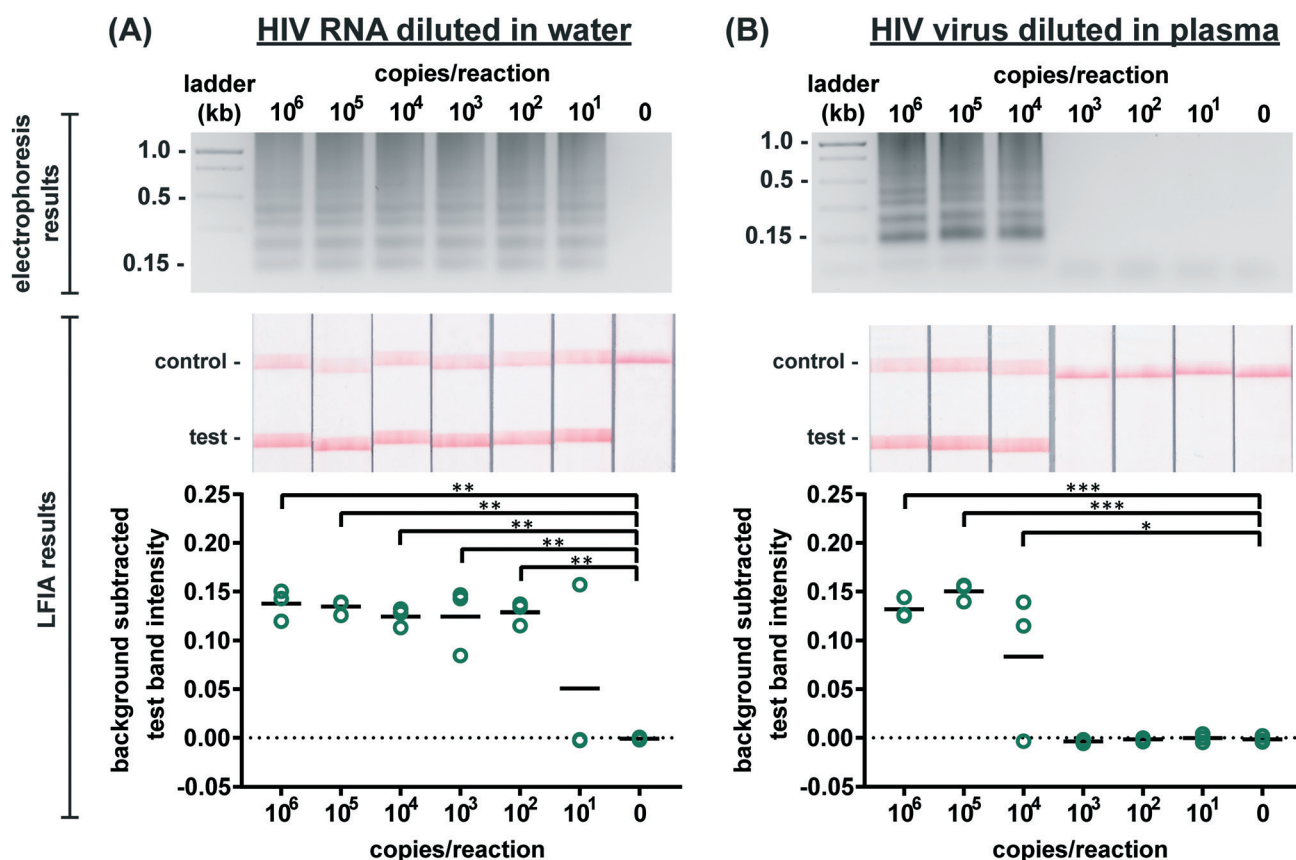 (A) HIV RNA diluted in water
copies/reaction
ladder
(kb) 10⁶ 10⁵ 10⁴ 10³ 10² 10¹ 0
electrophoresis
results
1.0 -
0.5 -
0.15 -
LFIA results
control -
test -
background subtracted
test band intensity
0.25
0.20
0.15
0.10
0.05
0.00
-0.05
**
**
**
**
**
10⁶ 10⁵ 10⁴ 10³ 10² 10¹ 0
copies/reaction
(B) HIV virus diluted in plasma
copies/reaction
ladder
(kb) 10⁶ 10⁵ 10⁴ 10³ 10² 10¹ 0
1.0 -
0.5 -
0.15 -
control -
test -
background subtracted
test band intensity
0.25
0.20
0.15
0.10
0.05
0.00
-0.05
***
***
*
10⁶ 10⁵ 10⁴ 10³ 10² 10¹ 0
copies/reaction